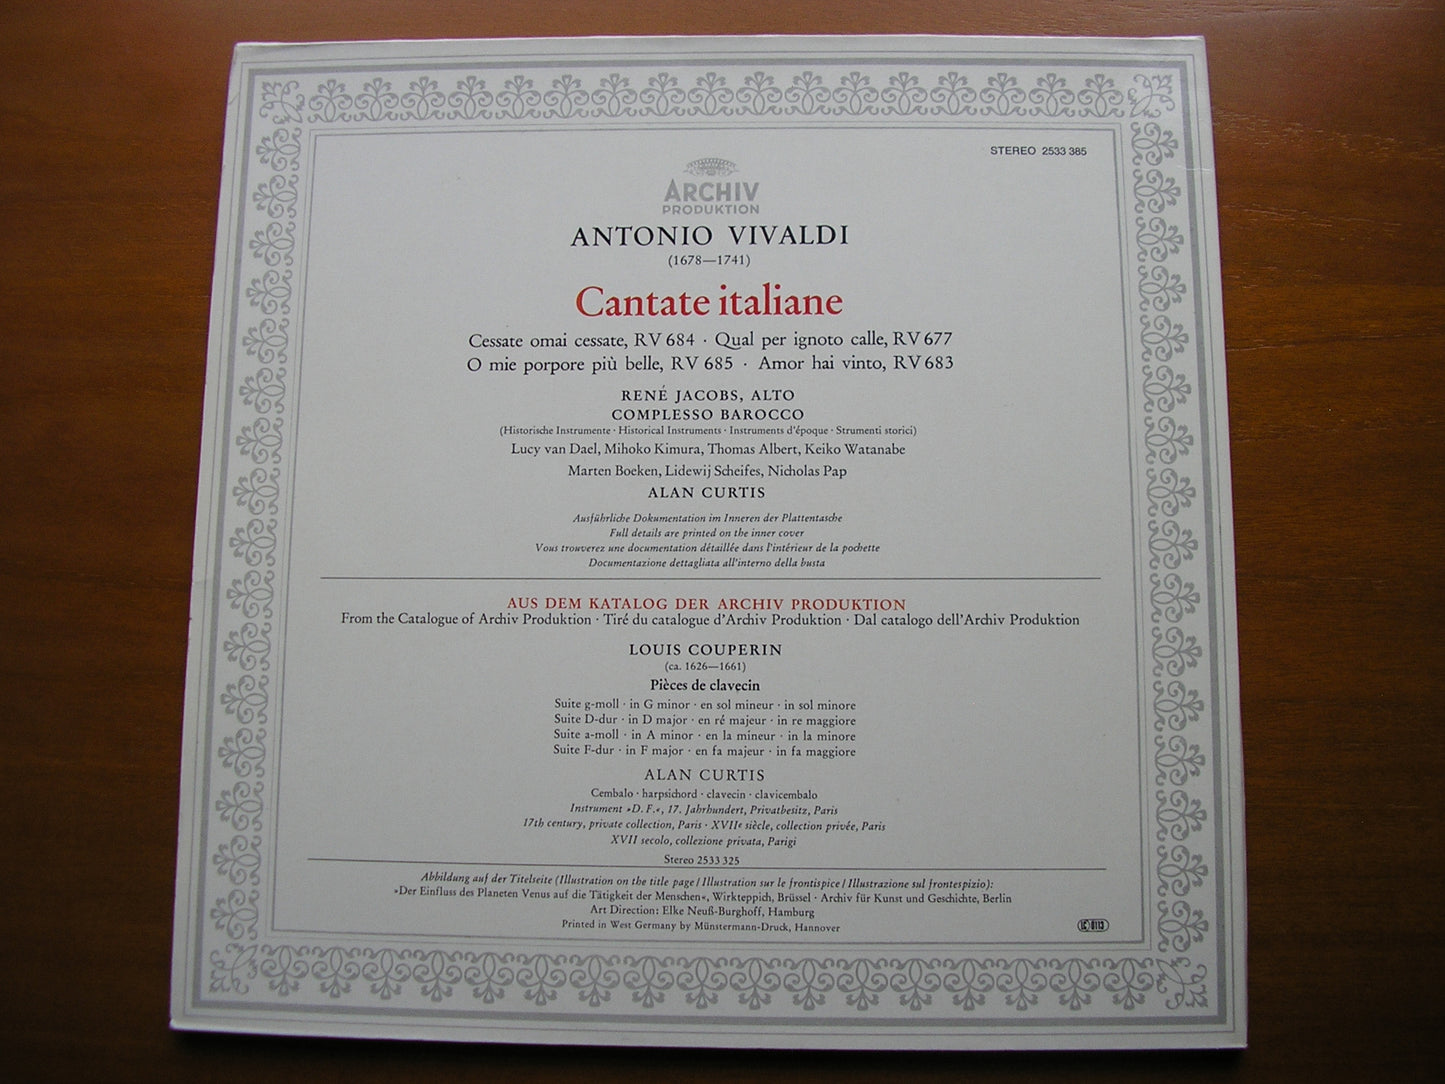 STEREO 2533 385
ARCHIV
PRODUKTION
ANTONIO VIVALDI
(1678—1741)
Cantate italiane
Cessate omai cessate, RV 684 · Qual per ignoto calle, RV 677
O mie porpore più belle, RV 685 · Amor hai vinto, RV 683
RENÉ JACOBS, ALTO
COMPLESSO BAROCCO
(Historische Instrumente · Historical Instruments · Instruments d'époque · Strumenti storici)
Lucy van Dael, Mihoko Kimura, Thomas Albert, Keiko Watanabe
Marten Boeken, Lidewij Scheifes, Nicholas Pap
ALAN CURTIS
Ausführliche Dokumentation im Inneren der Plattentasche
Full details are printed on the inner cover
Vous trouverez une documentation détaillée dans l'intérieur de la pochette
Documentazione dettagliata all'interno della busta
AUS DEM KATALOG DER ARCHIV PRODUKTION
From the Catalogue of Archiv Produktion · Tiré du catalogue d'Archiv Produktion · Dal catalogo dell'Archiv Produktion
LOUIS COUPERIN
(ca. 1626—1661)
Pièces de clavecin
Suite g-moll · in G minor · en sol mineur · in sol minore
Suite D-dur · in D major · en ré majeur · in re maggiore
Suite a-moll · in A minor · en la mineur · in la minore
Suite F-dur · in F major · en fa majeur · in fa maggiore
ALAN CURTIS
Cembalo · harpsichord · clavecin · clavicembalo
Instrument »D. F.«, 17. Jahrhundert, Privatbesitz, Paris
17th century, private collection, Paris · XVIIe siècle, collection privée, Paris
XVII secolo, collezione privata, Parigi
Stereo 2533 325
Abbildung auf der Titelseite (Illustration on the title page / Illustration sur le frontispice / Illustrazione sul frontespizio):
»Der Einfluss des Planeten Venus auf die Tätigkeit der Menschen«, Wirkteppich, Brüssel · Archiv für Kunst und Geschichte, Berlin
Art Direction: Elke Neuß-Burghoff, Hamburg
Printed in West Germany by Münstermann-Druck, Hannover
LC 0113